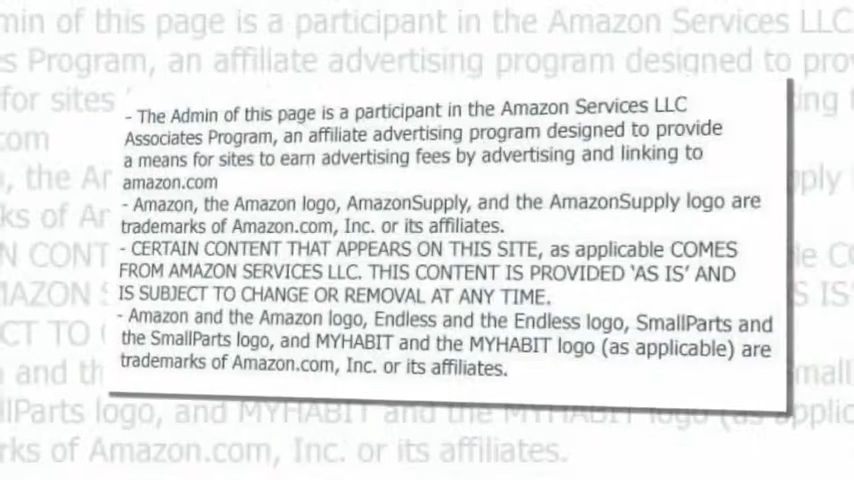 - The Admin of this page is a participant in the Amazon Services LLC
Associates Program, an affiliate advertising program designed to provide
a means for sites to earn advertising fees by advertising and linking to
amazon.com
- Amazon, the Amazon logo, AmazonSupply, and the AmazonSupply logo are
trademarks of Amazon.com, Inc. or its affiliates.
- CERTAIN CONTENT THAT APPEARS ON THIS SITE, as applicable COMES
FROM AMAZON SERVICES LLC. THIS CONTENT IS PROVIDED 'AS IS' AND
IS SUBJECT TO CHANGE OR REMOVAL AT ANY TIME.
- Amazon and the Amazon logo, Endless and the Endless logo, SmallParts and
the SmallParts logo, and MYHABIT and the MYHABIT logo (as applicable) are
trademarks of Amazon.com, Inc. or its affiliates.